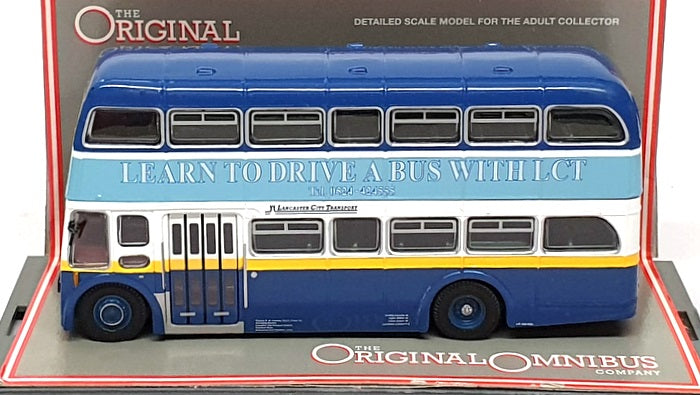 THE
ORIGINAL
DETAILED SCALE MODEL FOR THE ADULT COLLECTOR
LEARN TO DRIVE A BUS WITH LCT
LANCASTER CITY TRANSPORT
THE
ORIGINAL OMNIBUS
COMPANY